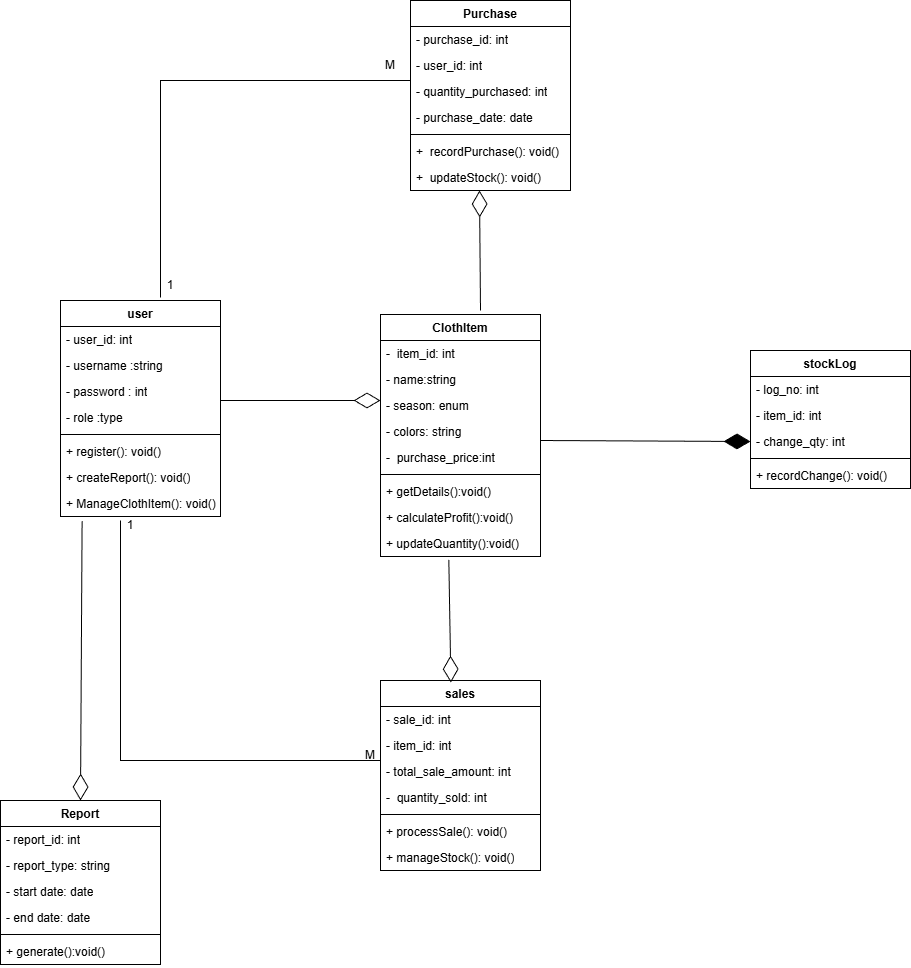 Purchase
- purchase_id: int
- user_id: int
- quantity_purchased: int
- purchase_date: date
+ recordPurchase(): void()
+ updateStock(): void()
M
1
user
- user_id: int
- username :string
- password : int
- role :type
+ register(): void()
+ createReport(): void()
+ ManageClothItem(): void()
1
ClothItem
- item_id: int
- name:string
- season: enum
- colors: string
- purchase_price:int
+ getDetails():void()
+ calculateProfit():void()
+ updateQuantity():void()
stockLog
- log_no: int
- item_id: int
- change_qty: int
+ recordChange(): void()
M
sales
- sale_id: int
- item_id: int
- total_sale_amount: int
- quantity_sold: int
+ processSale(): void()
+ manageStock(): void()
Report
- report_id: int
- report_type: string
- start date: date
- end date: date
+ generate():void()